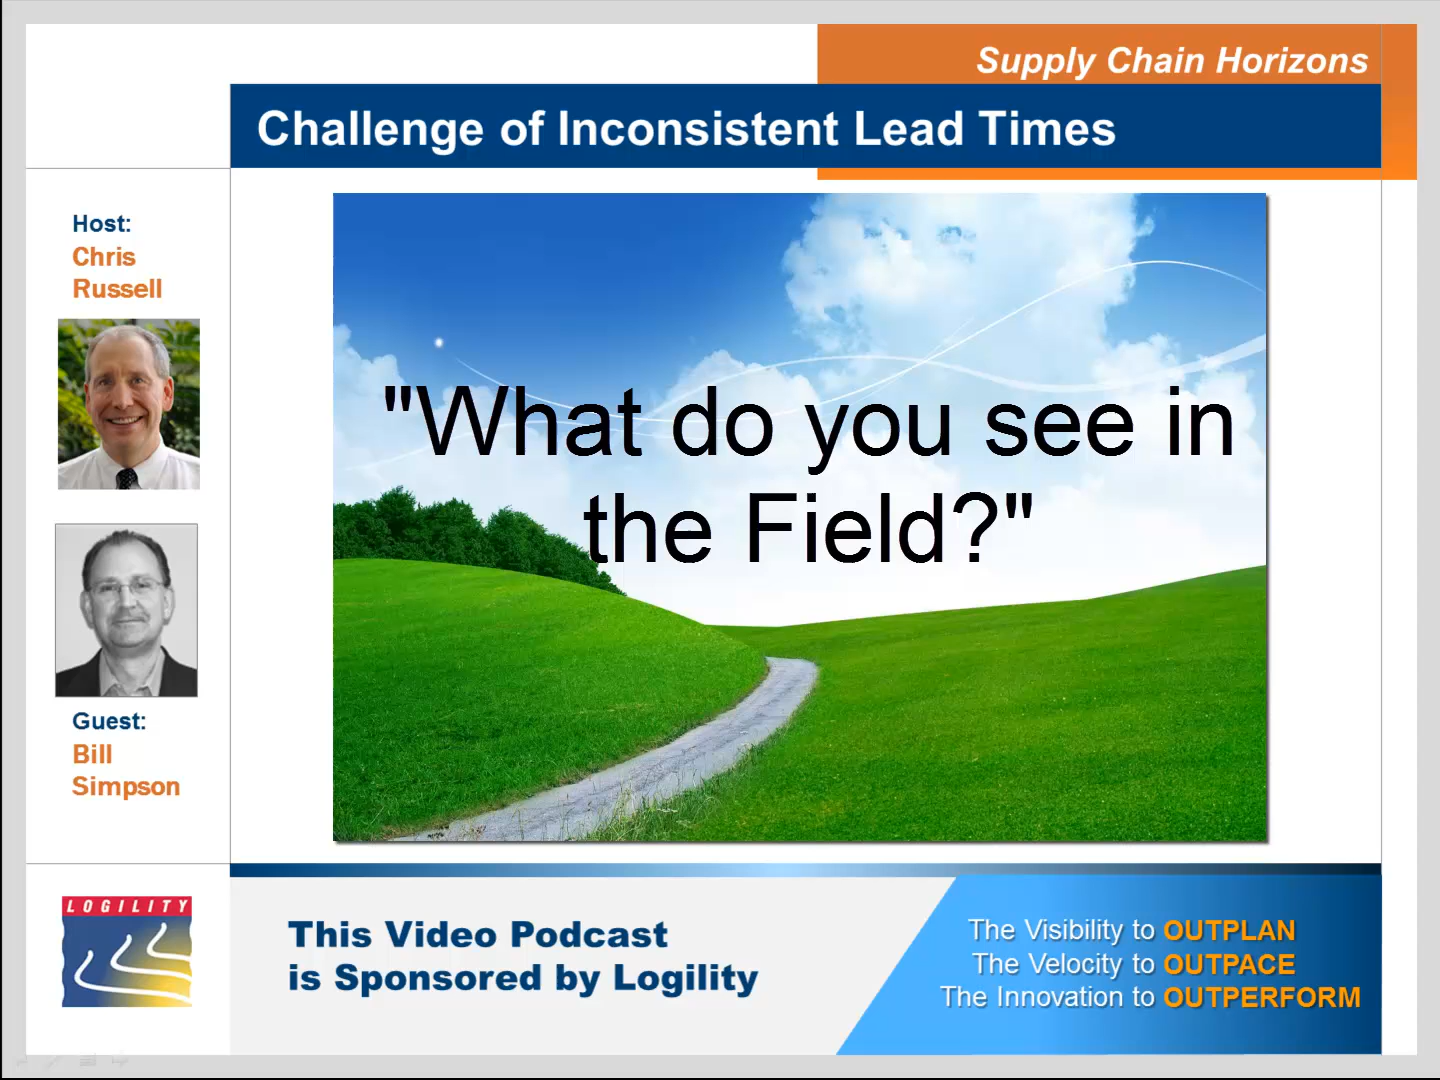 Supply Chain Horizons
Challenge of Inconsistent Lead Times
Host:
Chris
Russell
"What do you see in
the Field?"
Guest:
Bill
Simpson
LOGILITY
This Video Podcast
is Sponsored by Logility
The Visibility to OUTPLAN
The Velocity to OUTPACE
The Innovation to OUTPERFORM